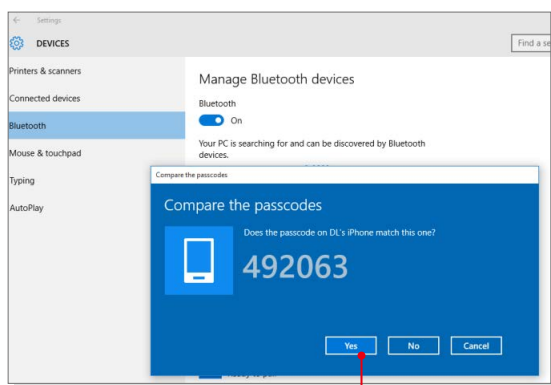 ← Settings
DEVICES
Find a se
Printers & scanners
Connected devices
Bluetooth
Mouse & touchpad
Typing
AutoPlay
Manage Bluetooth devices
Bluetooth
On
Your PC is searching for and can be discovered by Bluetooth
devices.
Compare the passcodes
Compare the passcodes
Does the passcode on DL's iPhone match this one?
492063
Yes
No
Cancel